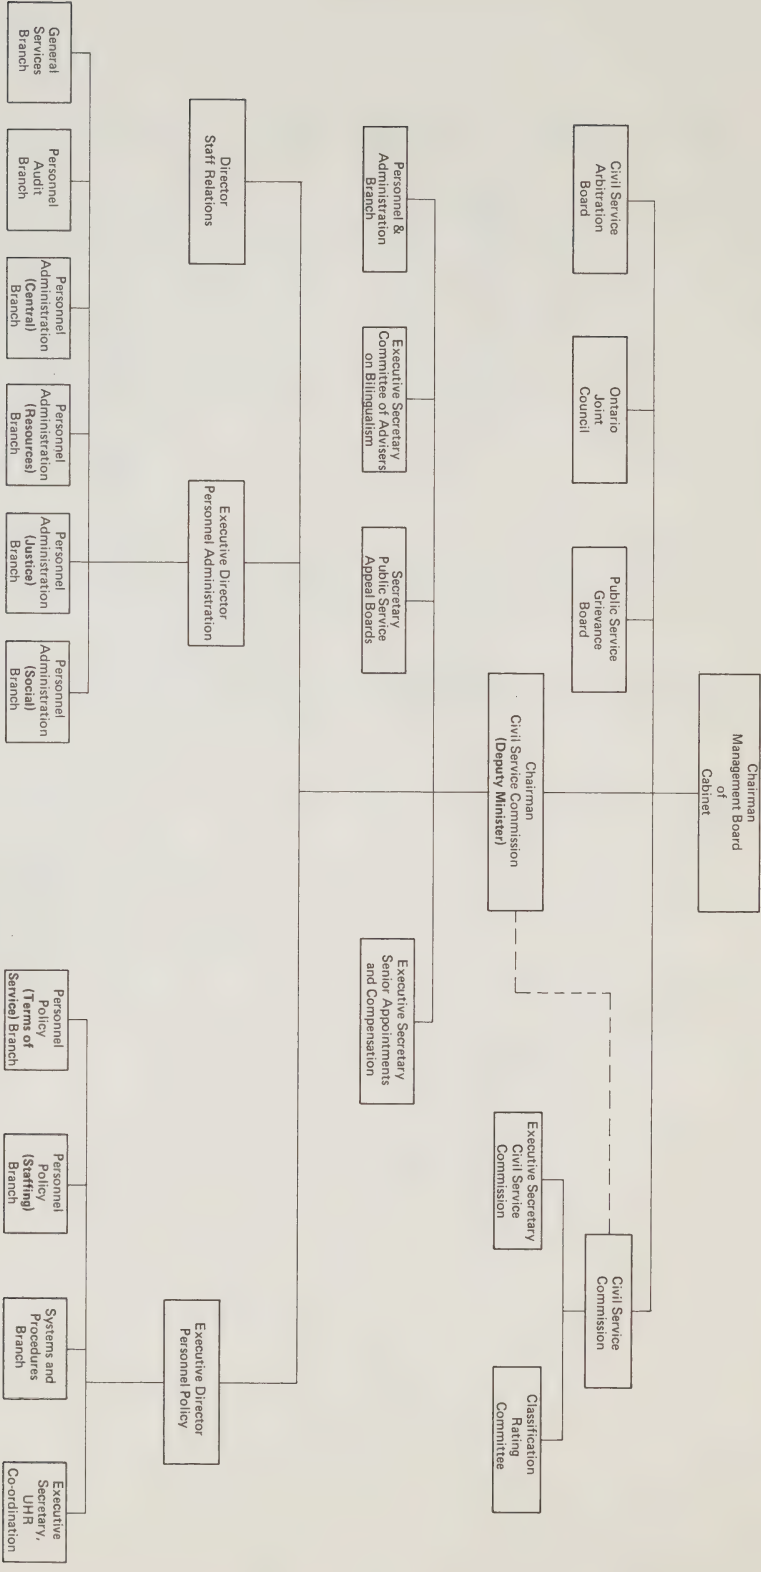 Chairman
Management Board
of
Cabinet
Civil Service
Arbitration
Board
Ontario
Joint
Council
Public Service
Grievance
Board
Civil Service
Commission
Chairman
Civil Service Commission
(Deputy Minister)
Executive Secretary
Civil Service
Commission
Classification
Rating
Committee
Personnel &
Administration
Branch
Executive Secretary
Committee of Advisers
on Bilingualism
Secretary
Public Service
Appeal Boards
Executive Secretary
Senior Appointments
and Compensation
Director
Staff Relations
Executive Director
Personnel Administration
Executive Director
Personnel Policy
General
Services
Branch
Personnel
Audit
Branch
Personnel
Administration
(Central)
Branch
Personnel
Administration
(Resources)
Branch
Personnel
Administration
(Justice)
Branch
Personnel
Administration
(Social)
Branch
Personnel
Policy
(Terms of
Service) Branch
Personnel
Policy
(Staffing)
Branch
Systems and
Procedures
Branch
Executive
Secretary,
UHR
Co-ordination